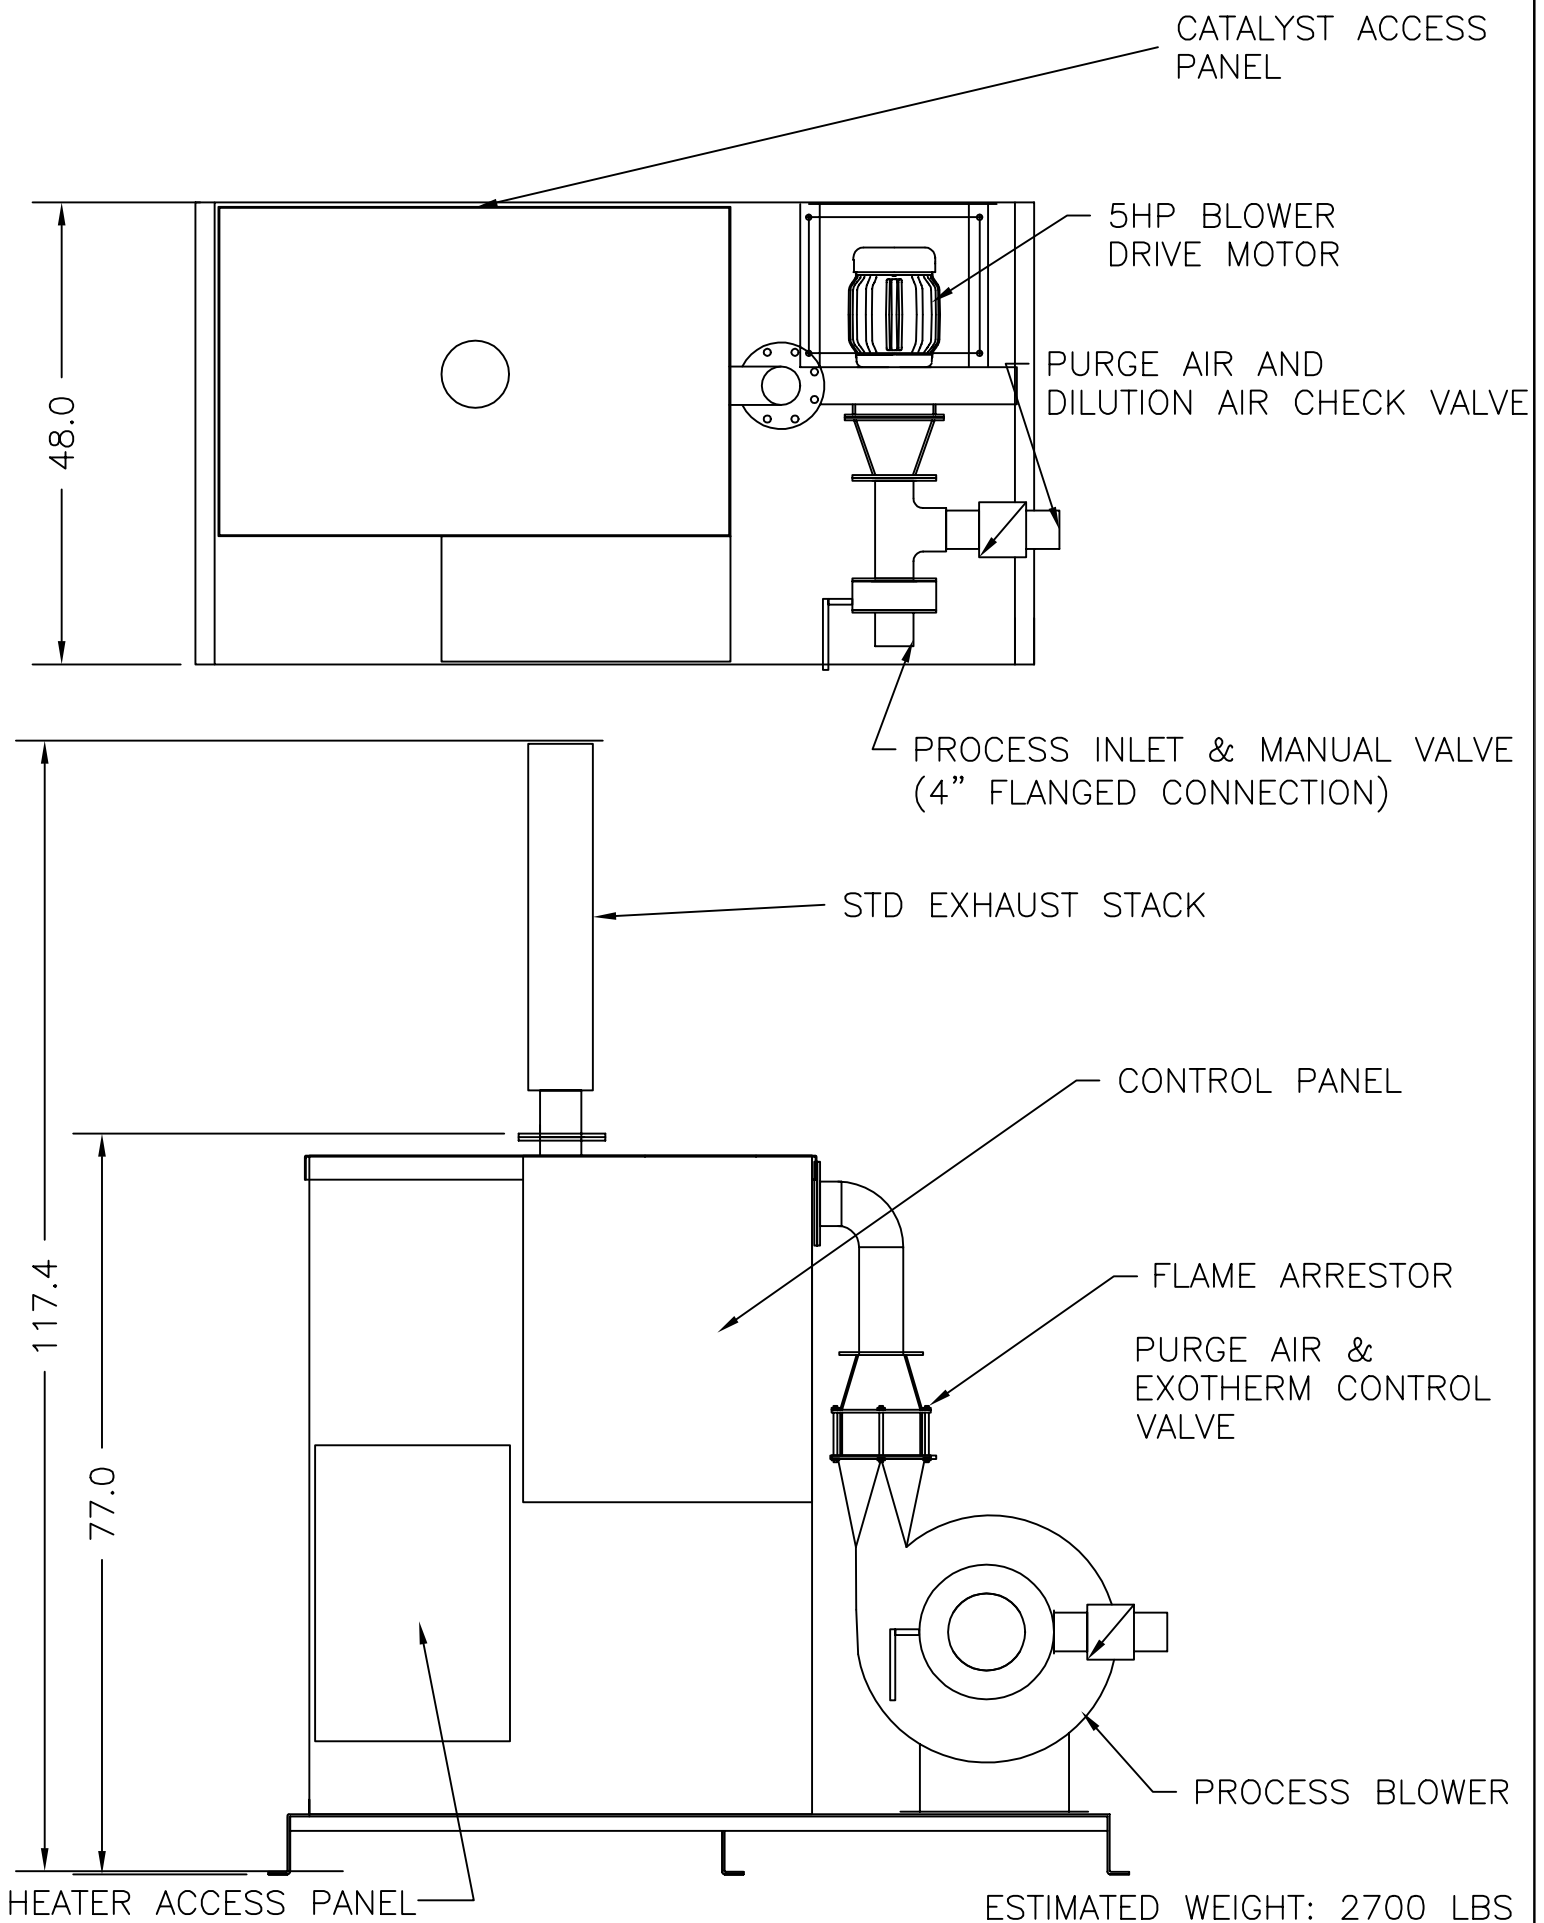 CATALYST ACCESS
PANEL
5HP BLOWER
DRIVE MOTOR
PURGE AIR AND
DILUTION AIR CHECK VALVE
48.0
PROCESS INLET & MANUAL VALVE
(4” FLANGED CONNECTION)
STD EXHAUST STACK
CONTROL PANEL
117.4
FLAME ARRESTOR
PURGE AIR &
EXOTHERM CONTROL
VALVE
77.0
PROCESS BLOWER
HEATER ACCESS PANEL
ESTIMATED WEIGHT: 2700 LBS